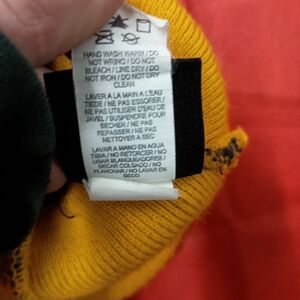 HAND WASH WARM / DO
NOT WRING / DO NOT
BLEACH / LINE DRY / DO
NOT IRON / DO NOT DRY
CLEAN
LAVER A LA MAIN A L'EAU
TIEDE / NE PAS ESSORER /
NE PAS UTILISER D'EAU DE
JAVEL / SUSPENDRE POUR
SECHER / NE PAS
REPASSER / NE PAS
NETTOYER A SEC
LAVAR A MANO EN AGUA
TIBIA / NO RETORCER / NO
USAR BLANQUEADORES /
SECAR COLGADO / NO
PLANCHAR / NO LAVAR EN
SECO